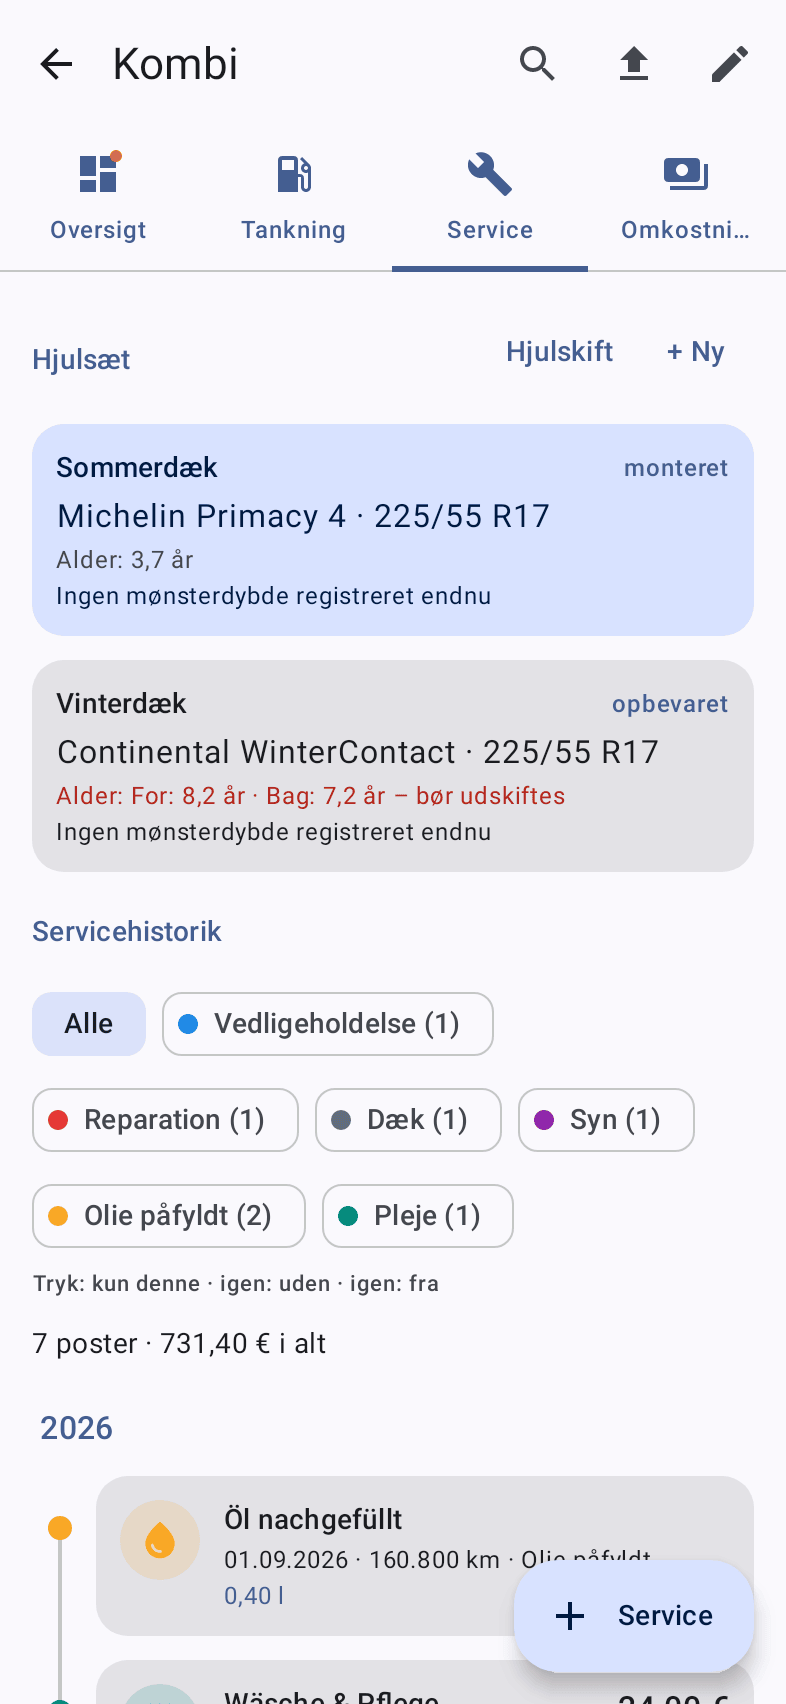 Kombi
Oversigt
Tankning
Service
Omkostni…
Hjulsæt
Hjulskift
+ Ny
Sommerdæk
monteret
Michelin Primacy 4 · 225/55 R17
Alder: 3,7 år
Ingen mønsterdybde registreret endnu
Vinterdæk
opbevaret
Continental WinterContact · 225/55 R17
Alder: For: 8,2 år · Bag: 7,2 år – bør udskiftes
Ingen mønsterdybde registreret endnu
Servicehistorik
Alle
Vedligeholdelse (1)
Reparation (1)
Dæk (1)
Syn (1)
Olie påfyldt (2)
Pleje (1)
Tryk: kun denne · igen: uden · igen: fra
7 poster · 731,40 € i alt
2026
Öl nachgefüllt
01.09.2026 · 160.800 km · Olie påfyldt
0,40 l
Service
Wäsche & Pflege